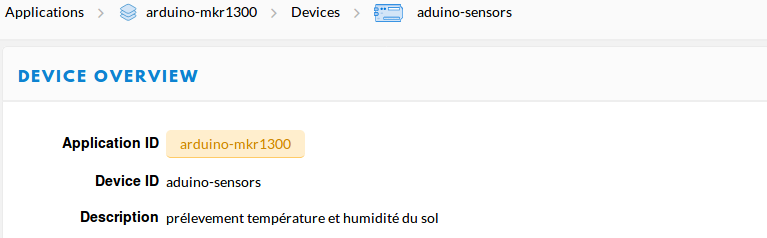 Applications > arduino-mkr1300 > Devices > aduino-sensors
DEVICE OVERVIEW
Application ID arduino-mkr1300
Device ID aduino-sensors
Description prélevement température et humidité du sol